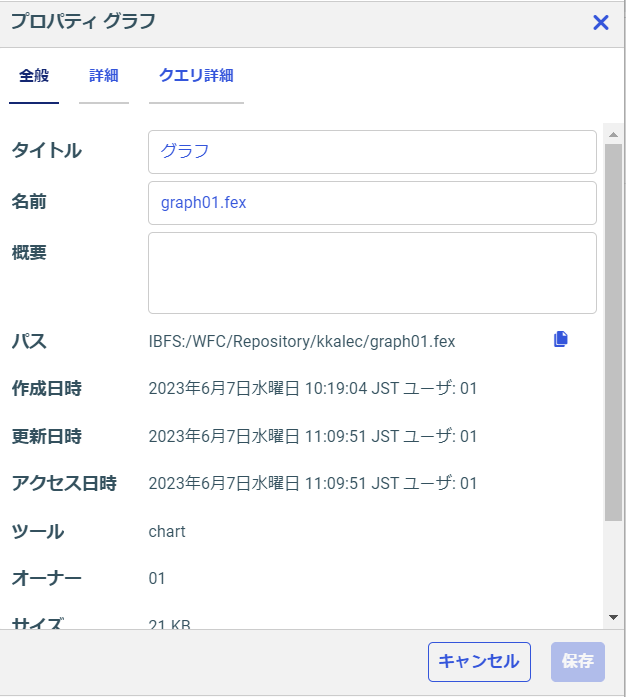 プロパティ グラフ
全般 詳細 クエリ詳細
タイトル グラフ
名前 graph01.fex
概要
パス IBFS:/WFC/Repository/kkalec/graph01.fex
作成日時 2023年6月7日水曜日 10:19:04 JST ユーザ: 01
更新日時 2023年6月7日水曜日 11:09:51 JST ユーザ: 01
アクセス日時 2023年6月7日水曜日 11:09:51 JST ユーザ: 01
ツール chart
オーナー 01
サイズ 21 KB
キャンセル 保存